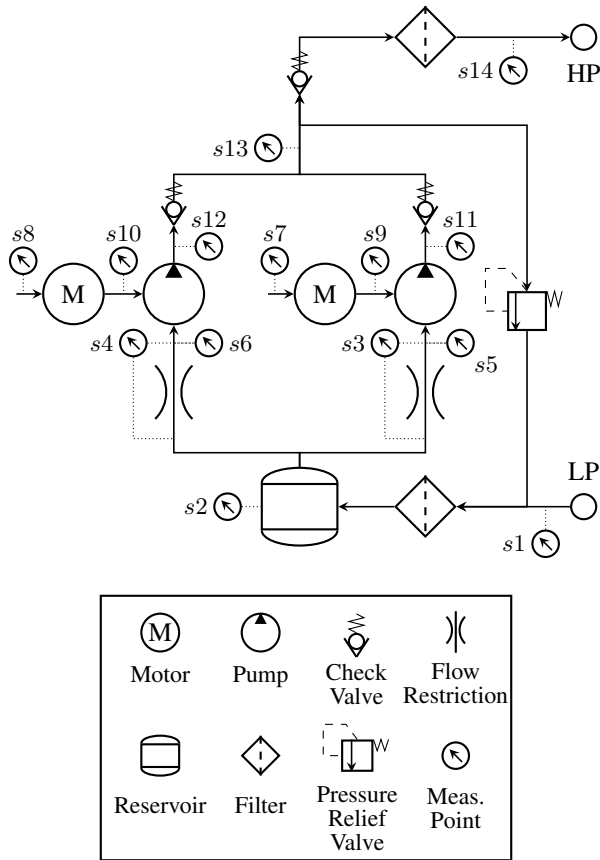 s14
HP
s13
s12
s11
s8
s10
s7
s9
M
M
s4
s6
s3
s5
LP
s2
s1
M
Motor
Pump
Check
Valve
Flow
Restriction
Reservoir
Filter
Pressure
Relief
Valve
Meas.
Point